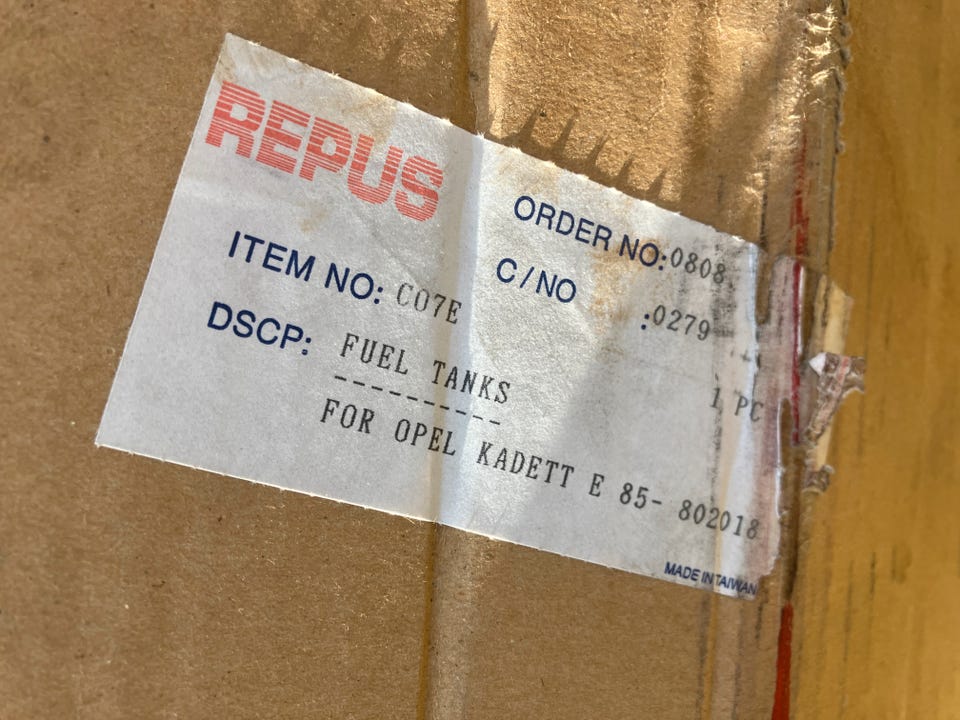 REPUS
ORDER NO:0808
ITEM NO: C07E
C/NO :0279
DSCP: FUEL TANKS
1 PC
----------
FOR OPEL KADETT E 85- 802018
MADE IN TAIWAN